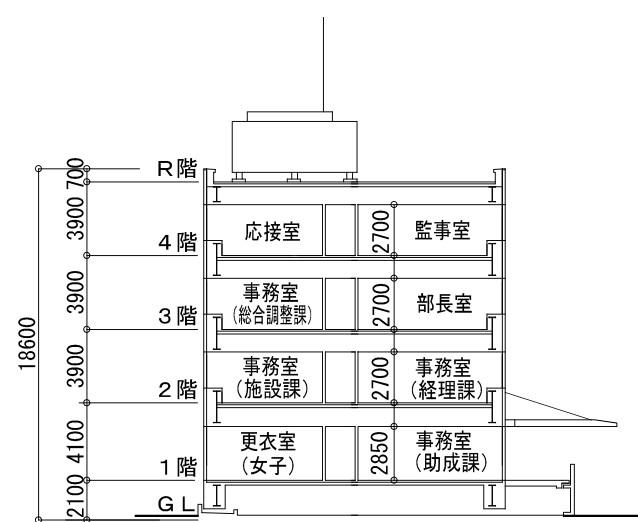 R階
700
3900
応接室
2700
監事室
4階
3900
事務室
(総合調整課)
2700
部長室
3階
18600
3900
事務室
(施設課)
2700
事務室
(経理課)
2階
4100
更衣室
(女子)
2850
事務室
(助成課)
1階
2100
GL